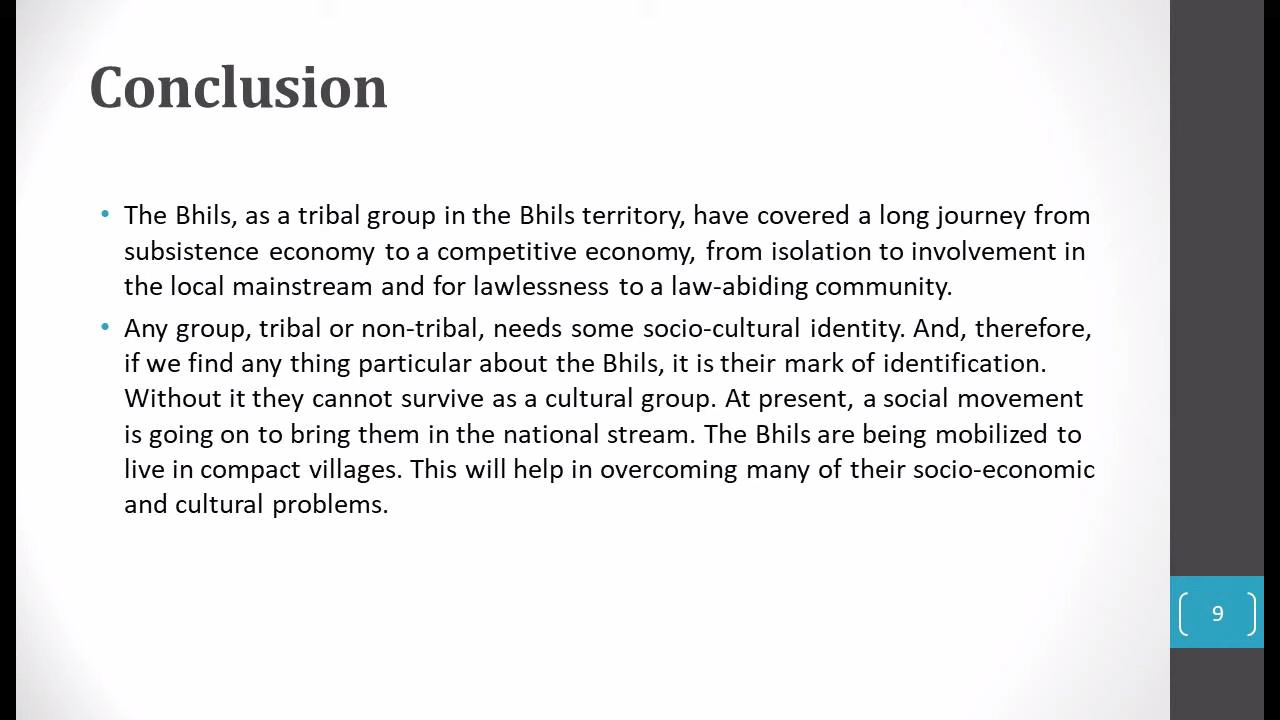 Conclusion
• The Bhils, as a tribal group in the Bhils territory, have covered a long journey from
subsistence economy to a competitive economy, from isolation to involvement in
the local mainstream and for lawlessness to a law-abiding community.
• Any group, tribal or non-tribal, needs some socio-cultural identity. And, therefore,
if we find any thing particular about the Bhils, it is their mark of identification.
Without it they cannot survive as a cultural group. At present, a social movement
is going on to bring them in the national stream. The Bhils are being mobilized to
live in compact villages. This will help in overcoming many of their socio-economic
and cultural problems.
9